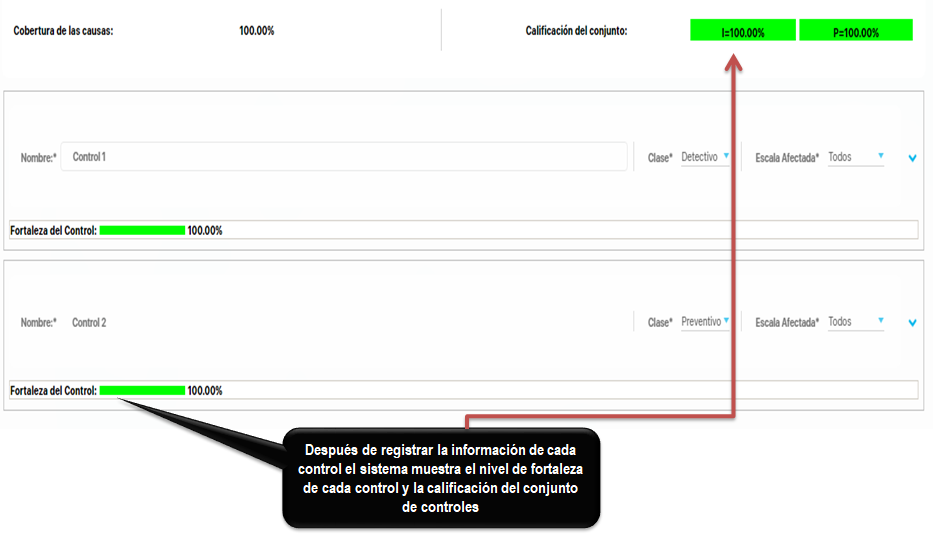 Cobertura de las causas: 100.00% Calificación del conjunto: I=100.00% P=100.00%
Nombre:* Control 1 Clase* Detectivo Escala Afectada* Todos
Fortaleza del Control: 100.00%
Nombre:* Control 2 Clase* Preventivo Escala Afectada* Todos
Fortaleza del Control: 100.00%
Después de registrar la información de cada
control el sistema muestra el nivel de fortaleza
de cada control y la calificación del conjunto
de controles